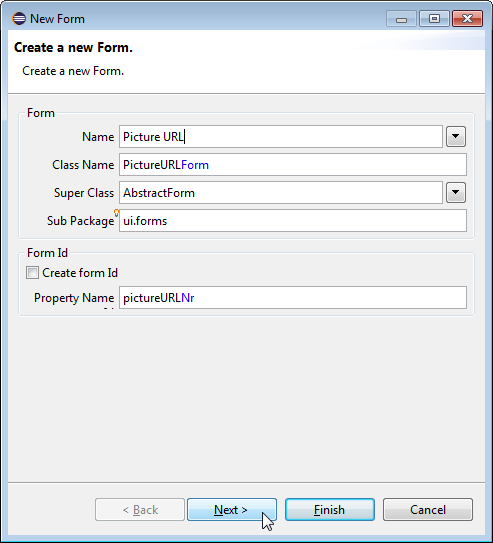 New Form
Create a new Form.
Create a new Form.
Form
Name Picture URL
Class Name PictureURLForm
Super Class AbstractForm
Sub Package ui.forms
Form Id
Create form Id
Property Name pictureURLNr
< Back Next > Finish Cancel